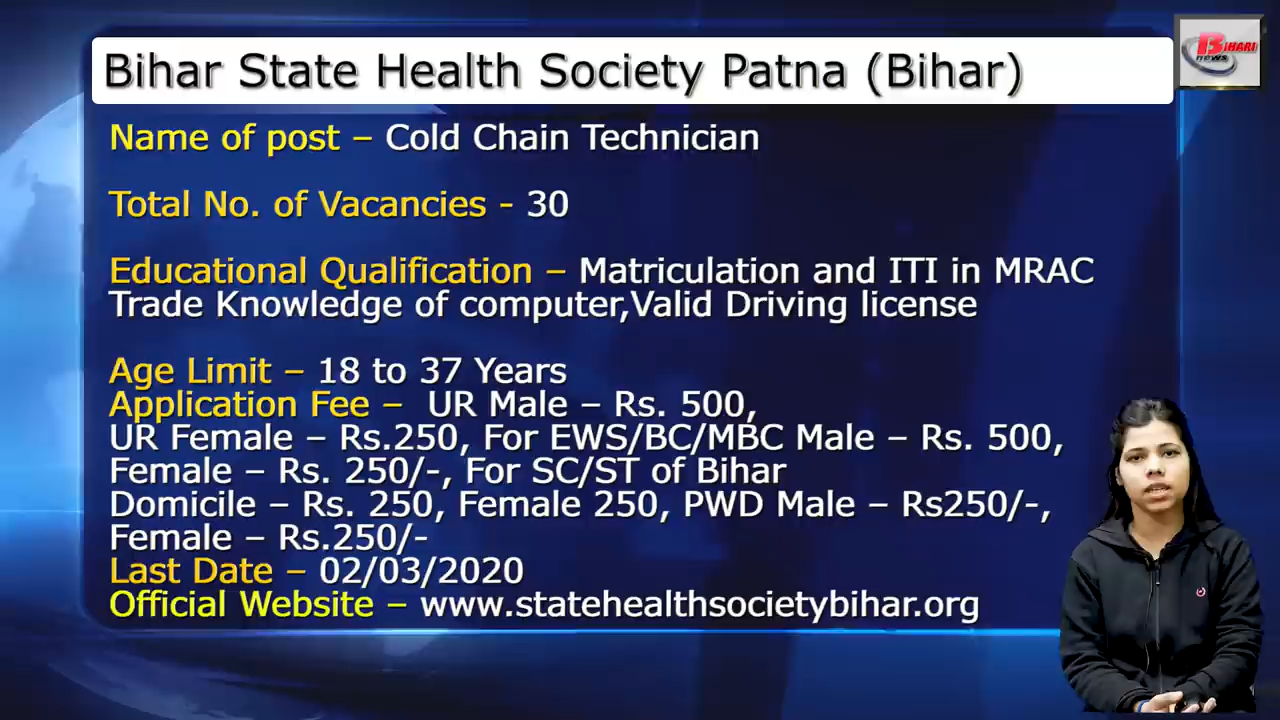 Bihar State Health Society Patna (Bihar)
BIHARI
news
Name of post – Cold Chain Technician
Total No. of Vacancies - 30
Educational Qualification – Matriculation and ITI in MRAC
Trade Knowledge of computer,Valid Driving license
Age Limit – 18 to 37 Years
Application Fee – UR Male – Rs. 500,
UR Female – Rs.250, For EWS/BC/MBC Male – Rs. 500,
Female – Rs. 250/-, For SC/ST of Bihar
Domicile – Rs. 250, Female 250, PWD Male – Rs250/-,
Female – Rs.250/-
Last Date – 02/03/2020
Official Website – www.statehealthsocietybihar.org